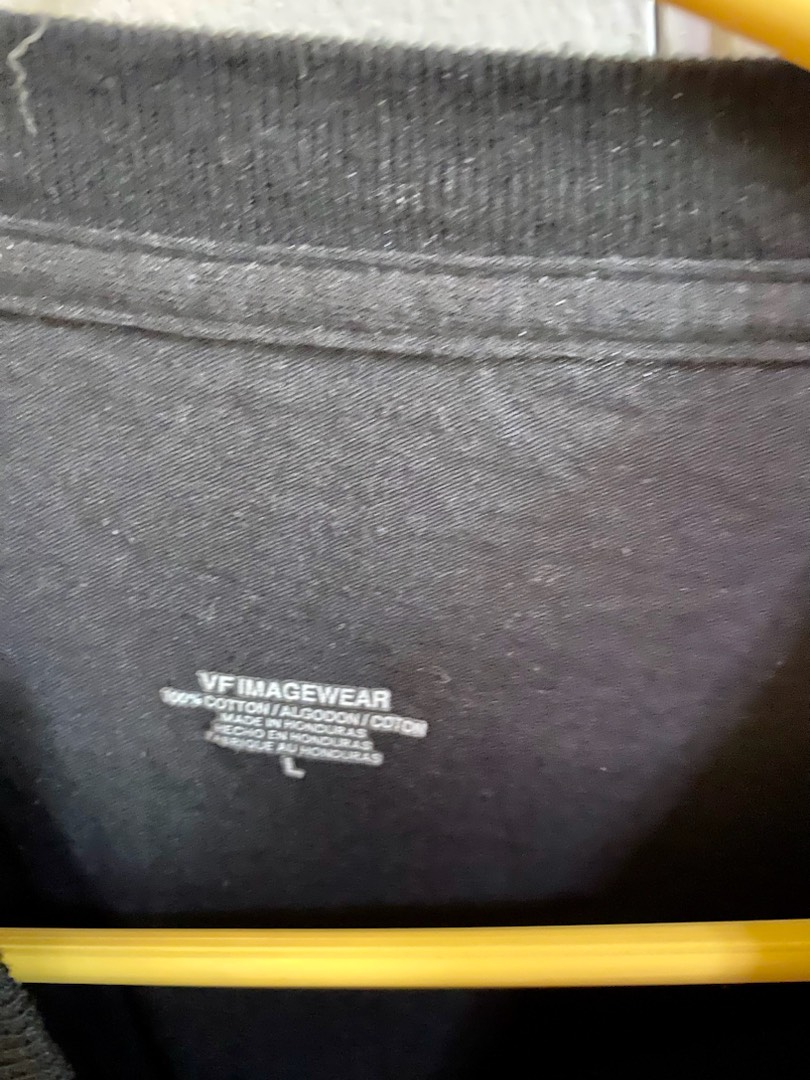 VF IMAGEWEAR
100% COTTON / ALGODON / COTON
MADE IN HONDURAS
HECHO EN HONDURAS
FABRIQUE AU HONDURAS
L